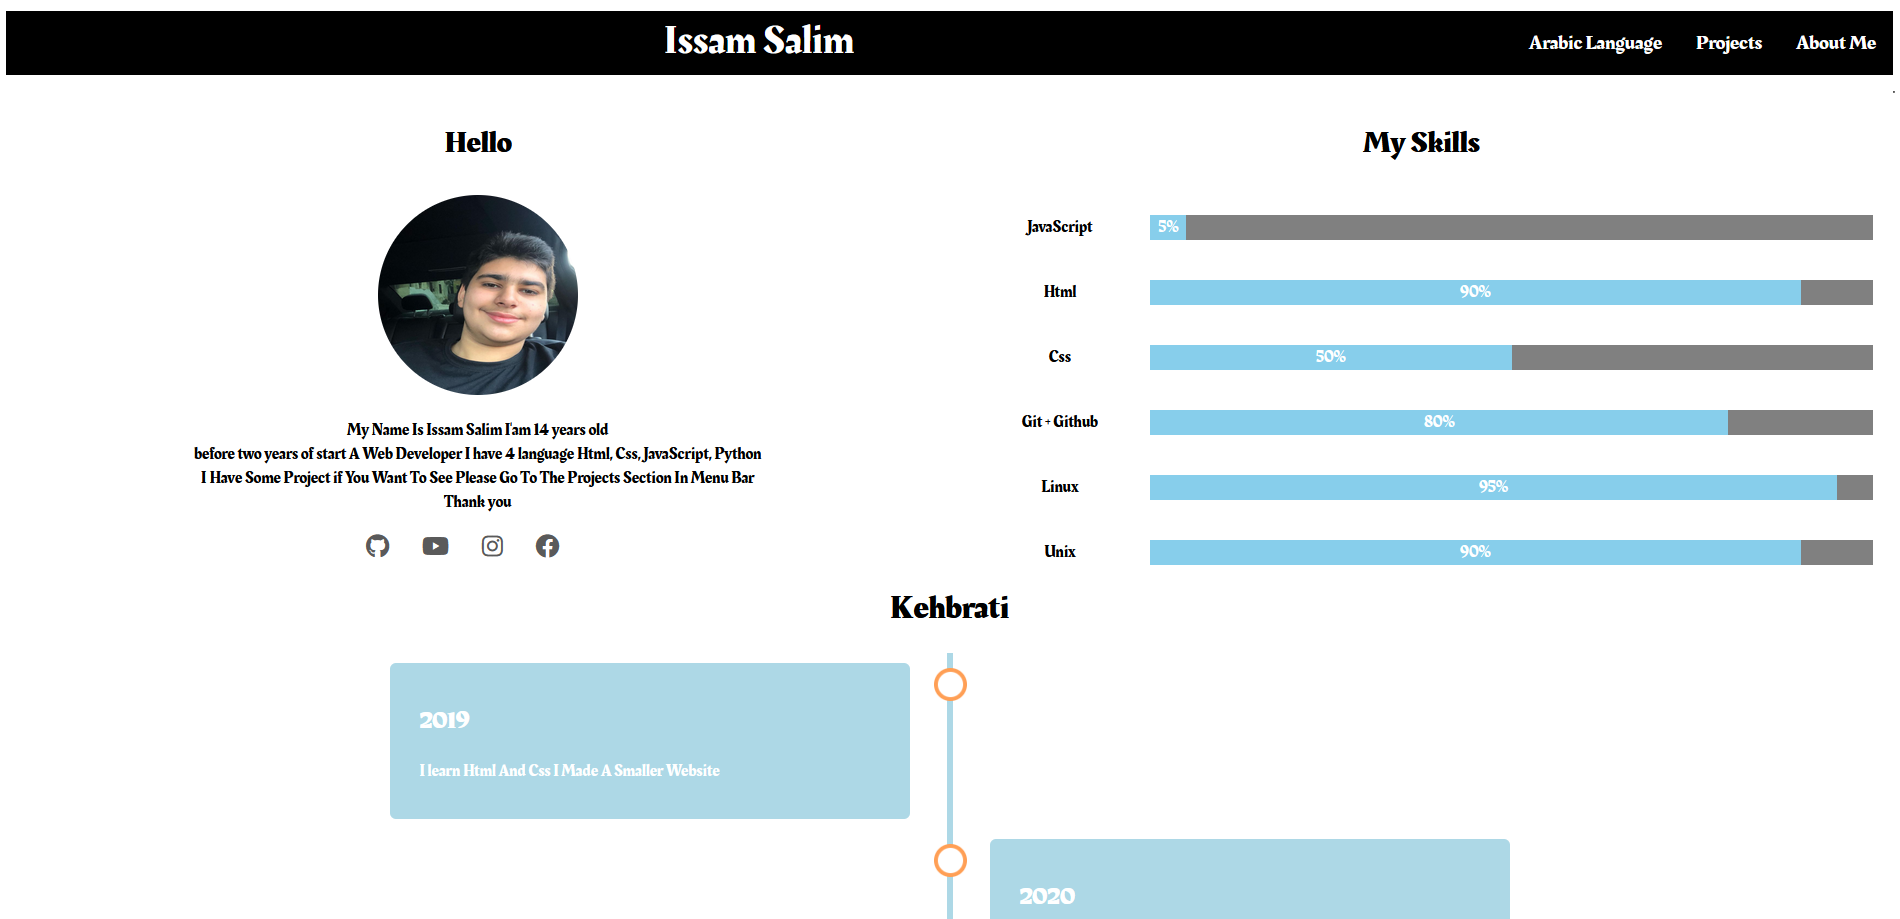 Issam Salim
Arabic Language
Projects
About Me
Hello
My Name Is Issam Salim I'am 14 years old
before two years of start A Web Developer I have 4 language Html, Css, JavaScript, Python
I Have Some Project if You Want To See Please Go To The Projects Section In Menu Bar
Thank you
My Skills
JavaScript
5%
Html
90%
Css
50%
Git + Github
80%
Linux
95%
Unix
90%
Kehbrati
2019
I learn Html And Css I Made A Smaller Website
2020